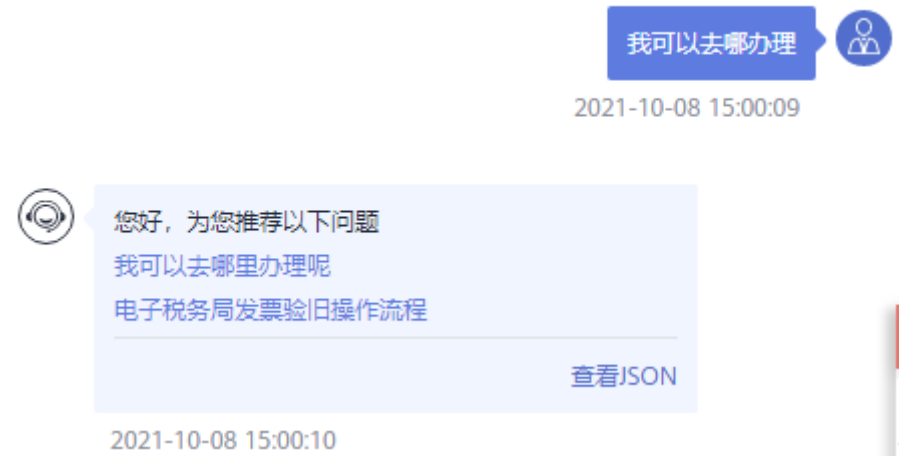 我可以去哪办理
2021-10-08 15:00:09
您好，为您推荐以下问题
我可以去哪里办理呢
电子税务局发票验旧操作流程
查看JSON
2021-10-08 15:00:10